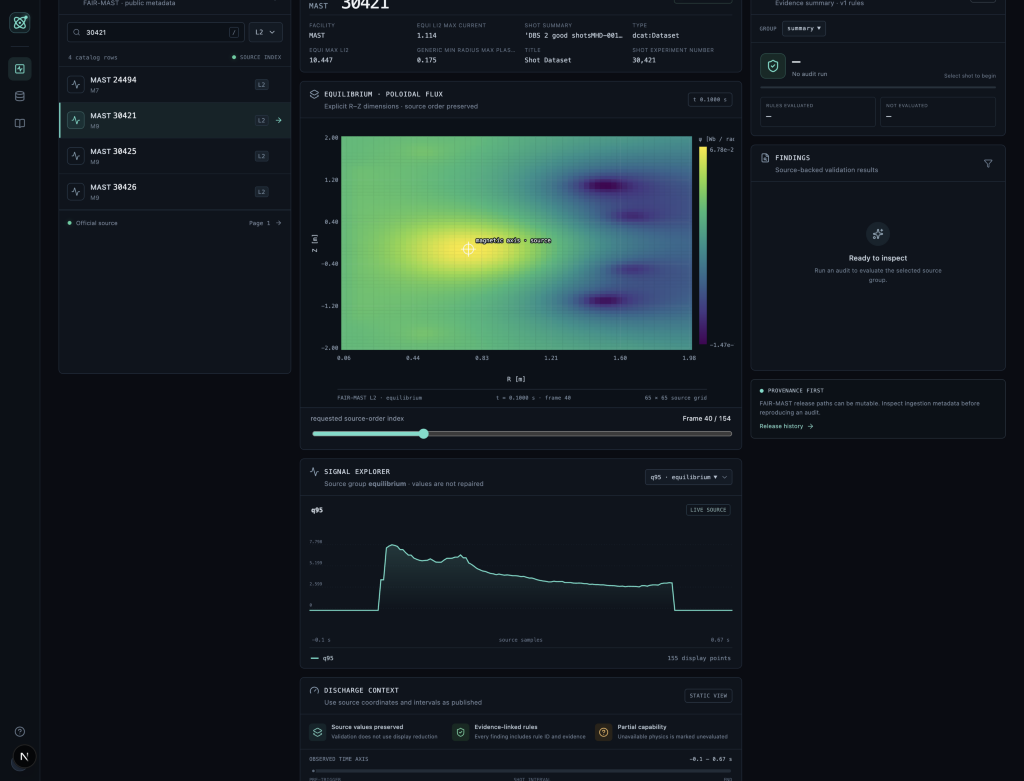 FAIR-MAST · public metadata
30421 /
L2
4 catalog rows
SOURCE INDEX
MAST 24494
M7
L2
MAST 30421
M9
L2
MAST 30425
M9
L2
MAST 30426
M9
L2
Official source
Page 1
MAST 30421
FACILITY
MAST
EQUI LI2 MAX CURRENT
1.114
SHOT SUMMARY
'DBS 2 good shotsMHD-001…
TYPE
dcat:Dataset
EQUI MAX LI2
10.447
GENERIC MIN RADIUS MAX PLAS…
0.175
TITLE
Shot Dataset
SHOT EXPERIMENT NUMBER
30,421
EQUILIBRIUM · POLOIDAL FLUX
Explicit R–Z dimensions · source order preserved
t 0.1000 s
2.00
1.20
0.40
-0.40
-1.20
-2.00
Z [m]
magnetic axis · source
ψ [Wb / rad
6.78e-2
-1.47e-
0.06
0.44
0.83
1.21
1.60
1.98
R [m]
FAIR-MAST L2 · equilibrium
t = 0.1000 s · frame 40
65 × 65 source grid
requested source-order index
Frame 40 / 154
SIGNAL EXPLORER
Source group equilibrium · values are not repaired
q95 · equilibrium ▼
q95
LIVE SOURCE
0
-0.1 s
source samples
0.67 s
q95
155 display points
DISCHARGE CONTEXT
Use source coordinates and intervals as published
STATIC VIEW
Source values preserved
Validation does not use display reduction
Evidence-linked rules
Every finding includes rule ID and evidence
Partial capability
Unavailable physics is marked unevaluated
OBSERVED TIME AXIS
-0.1 – 0.67 s
Evidence summary · v1 rules
GROUP
summary ▼
—
No audit run
Select shot to begin
RULES EVALUATED
—
NOT EVALUATED
—
FINDINGS
Source-backed validation results
Ready to inspect
Run an audit to evaluate the selected source
group.
PROVENANCE FIRST
FAIR-MAST release paths can be mutable. Inspect ingestion metadata before
reproducing an audit.
Release history
N